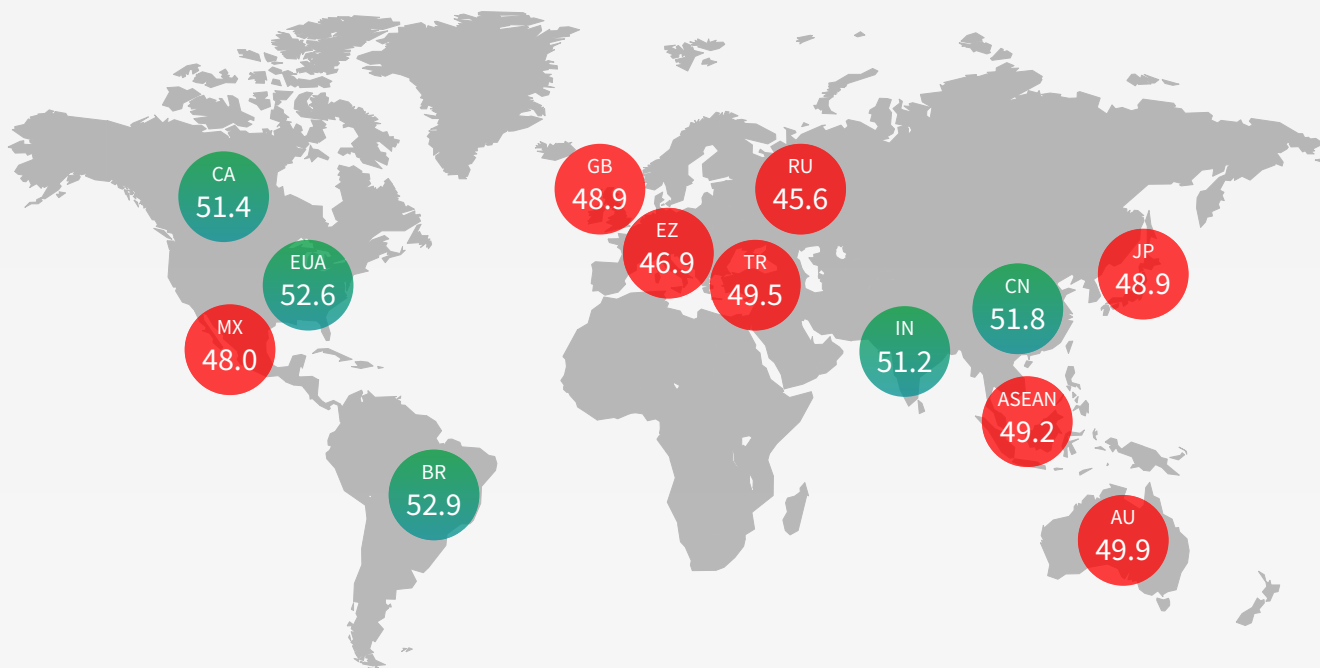 CA
51.4
EUA
52.6
MX
48.0
BR
52.9
GB
48.9
EZ
46.9
RU
45.6
TR
49.5
IN
51.2
CN
51.8
JP
48.9
ASEAN
49.2
AU
49.9